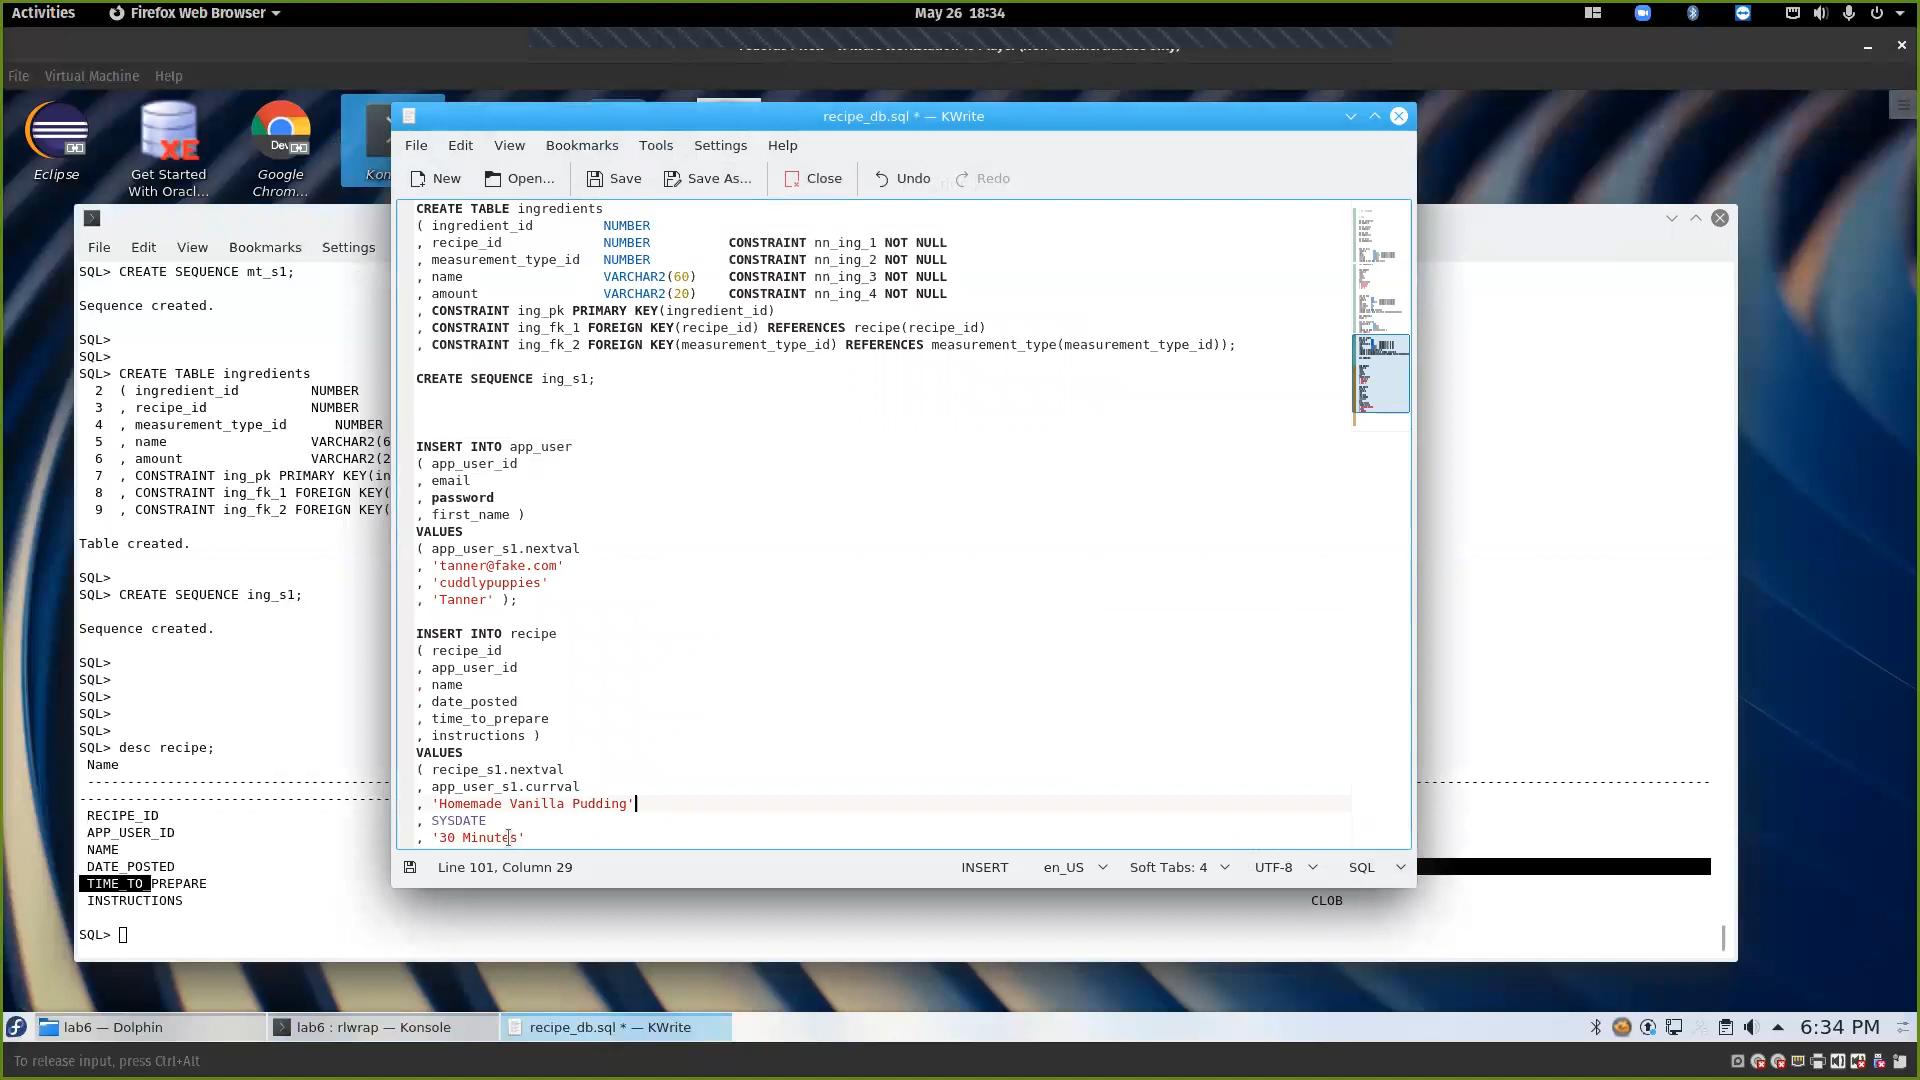 Activities Firefox Web Browser May 26 18:34
File Virtual Machine Help
Eclipse
Get Started With Oracl...
Google Chrom...
Kon
recipe_db.sql * — KWrite
File Edit View Bookmarks Tools Settings Help
New Open... Save Save As... Close Undo Redo
CREATE TABLE ingredients
( ingredient_id NUMBER
, recipe_id NUMBER CONSTRAINT nn_ing_1 NOT NULL
, measurement_type_id NUMBER CONSTRAINT nn_ing_2 NOT NULL
, name VARCHAR2(60) CONSTRAINT nn_ing_3 NOT NULL
, amount VARCHAR2(20) CONSTRAINT nn_ing_4 NOT NULL
, CONSTRAINT ing_pk PRIMARY KEY(ingredient_id)
, CONSTRAINT ing_fk_1 FOREIGN KEY(recipe_id) REFERENCES recipe(recipe_id)
, CONSTRAINT ing_fk_2 FOREIGN KEY(measurement_type_id) REFERENCES measurement_type(measurement_type_id));
CREATE SEQUENCE ing_s1;
INSERT INTO app_user
( app_user_id
, email
, password
, first_name )
VALUES
( app_user_s1.nextval
, 'tanner@fake.com'
, 'cuddlypuppies'
, 'Tanner' );
INSERT INTO recipe
( recipe_id
, app_user_id
, name
, date_posted
, time_to_prepare
, instructions )
VALUES
( recipe_s1.nextval
, app_user_s1.currval
, 'Homemade Vanilla Pudding'
, SYSDATE
, '30 Minutes'
Line 101, Column 29 INSERT en_US Soft Tabs: 4 UTF-8 SQL
File Edit View Bookmarks Settings
SQL> CREATE SEQUENCE mt_s1;
Sequence created.
SQL>
SQL>
SQL> CREATE TABLE ingredients
2 ( ingredient_id NUMBER
3 , recipe_id NUMBER
4 , measurement_type_id NUMBER
5 , name VARCHAR2(6
6 , amount VARCHAR2(2
7 , CONSTRAINT ing_pk PRIMARY KEY(in
8 , CONSTRAINT ing_fk_1 FOREIGN KEY(
9 , CONSTRAINT ing_fk_2 FOREIGN KEY(
Table created.
SQL>
SQL> CREATE SEQUENCE ing_s1;
Sequence created.
SQL>
SQL>
SQL>
SQL>
SQL>
SQL> desc recipe;
Name
RECIPE_ID
APP_USER_ID
NAME
DATE_POSTED
TIME_TO_PREPARE
INSTRUCTIONS CLOB
SQL>
lab6 — Dolphin lab6 : rlwrap — Konsole recipe_db.sql * — KWrite 6:34 PM
To release input, press Ctrl+Alt